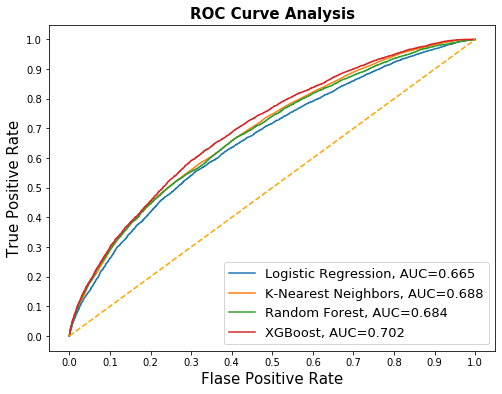 ROC Curve Analysis
True Positive Rate
1.0
0.9
0.8
0.7
0.6
0.5
0.4
0.3
0.2
0.1
0.0
Logistic Regression, AUC=0.665
K-Nearest Neighbors, AUC=0.688
Random Forest, AUC=0.684
XGBoost, AUC=0.702
0.0 0.1 0.2 0.3 0.4 0.5 0.6 0.7 0.8 0.9 1.0
Flase Positive Rate